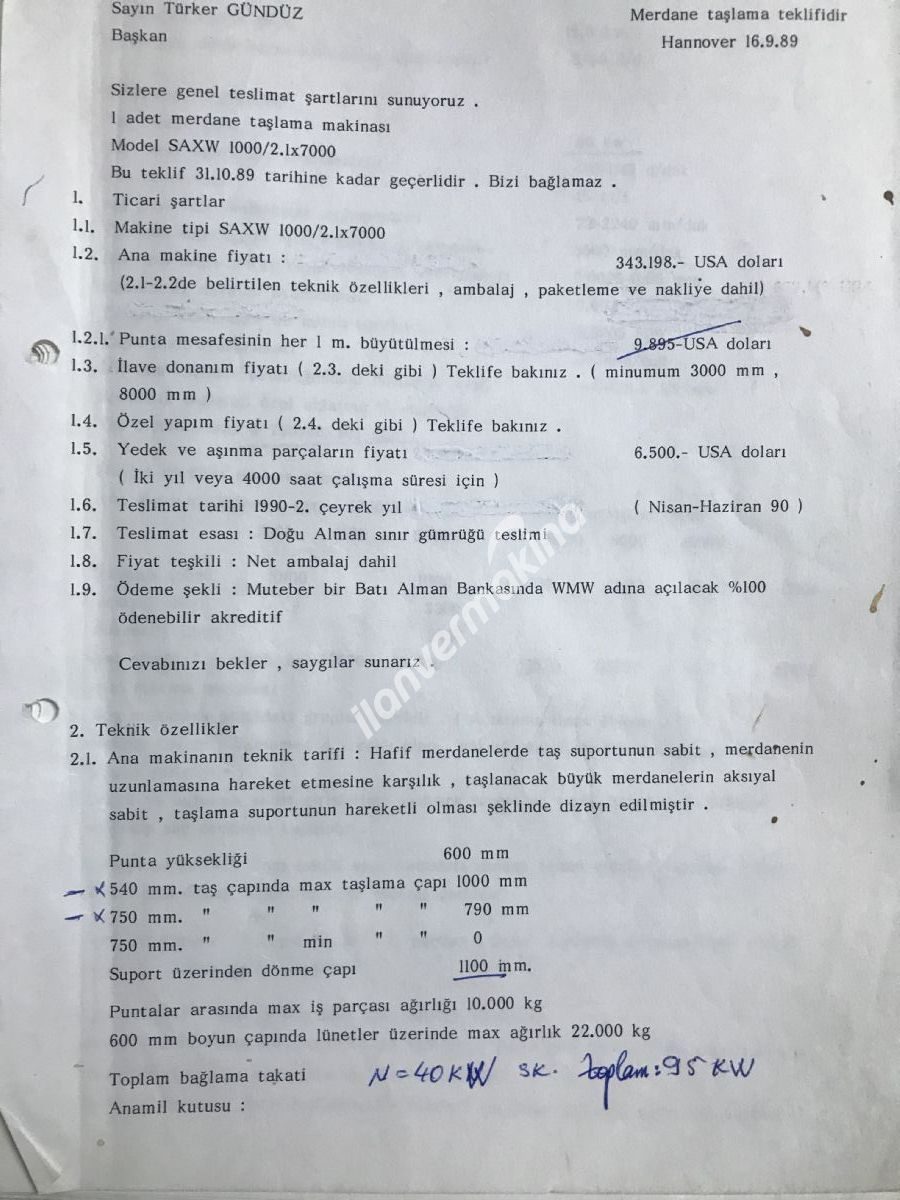 Sayın Türker GÜNDÜZ
Merdane taşlama teklifidir
Başkan
Hannover 16.9.89
Sizlere genel teslimat şartlarını sunuyoruz .
1 adet merdane taşlama makinası
Model SAXW 1000/2.1x7000
Bu teklif 31.10.89 tarihine kadar geçerlidir . Bizi bağlamaz .
1. Ticari şartlar
1.1. Makine tipi SAXW 1000/2.1x7000
1.2. Ana makine fiyatı : 343.198.- USA doları
(2.1-2.2de belirtilen teknik özellikleri , ambalaj , paketleme ve nakliye dahil)
1.2.1. Punta mesafesinin her 1 m. büyütülmesi : 9.895-USA doları
1.3. İlave donanım fiyatı ( 2.3. deki gibi ) Teklife bakınız . ( minumum 3000 mm ,
8000 mm )
1.4. Özel yapım fiyatı ( 2.4. deki gibi ) Teklife bakınız .
1.5. Yedek ve aşınma parçaların fiyatı 6.500.- USA doları
( İki yıl veya 4000 saat çalışma süresi için )
1.6. Teslimat tarihi 1990-2. çeyrek yıl ( Nisan-Haziran 90 )
1.7. Teslimat esası : Doğu Alman sınır gümrüğü teslimi
1.8. Fiyat teşkili : Net ambalaj dahil
1.9. Ödeme şekli : Muteber bir Batı Alman Bankasında WMW adına açılacak %100
ödenebilir akreditif
Cevabınızı bekler , saygılar sunarız .
ilanvermakina
2. Teknik özellikler
2.1. Ana makinanın teknik tarifi : Hafif merdanelerde taş suportunun sabit , merdanenin
uzunlamasına hareket etmesine karşılık , taşlanacak büyük merdanelerin aksıyal
sabit , taşlama suportunun hareketli olması şeklinde dizayn edilmiştir .
Punta yüksekliği 600 mm
- x 540 mm. taş çapında max taşlama çapı 1000 mm
- x 750 mm. " " " " " 790 mm
750 mm. " " min " " 0
Suport üzerinden dönme çapı 1100 mm.
Puntalar arasında max iş parçası ağırlığı 10.000 kg
600 mm boyun çapında lünetler üzerinde max ağırlık 22.000 kg
Toplam bağlama takati N=40KW SK. toplam:95 KW
Anamil kutusu :